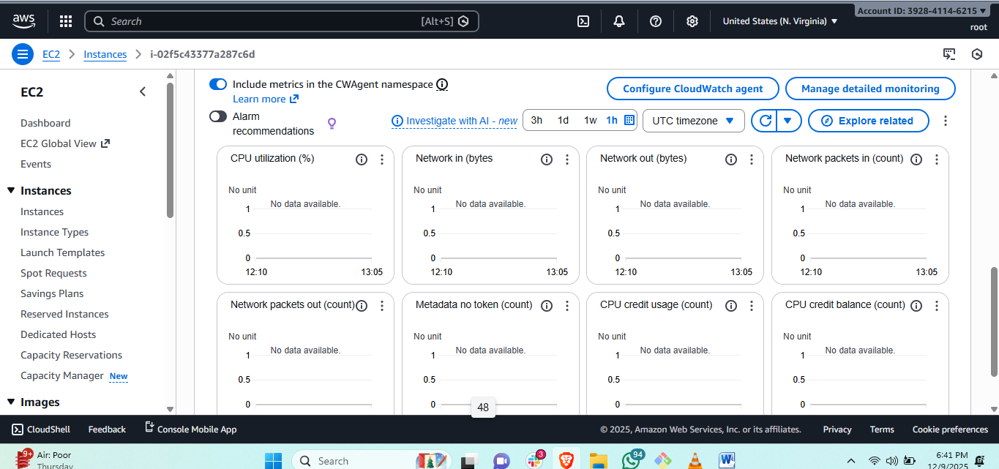 aws
Search
[Alt+S]
United States (N. Virginia)
Account ID: 3928-4114-6215
root
EC2
Instances
i-02f5c43377a287c6d
EC2
Dashboard
EC2 Global View
Events
Instances
Instances
Instance Types
Launch Templates
Spot Requests
Savings Plans
Reserved Instances
Dedicated Hosts
Capacity Reservations
Capacity Manager New
Images
Include metrics in the CWAgent namespace
Learn more
Configure CloudWatch agent
Manage detailed monitoring
Alarm
recommendations
Investigate with AI - new
3h 1d 1w 1h
UTC timezone
Explore related
CPU utilization (%)
No unit
No data available.
1
0.5
0
12:10 13:05
Network in (bytes
No unit
No data available.
1
0.5
0
12:10 13:05
Network out (bytes)
No unit
No data available.
1
0.5
0
12:10 13:05
Network packets in (count)
No unit
No data available.
1
0.5
0
12:10 13:05
Network packets out (count)
No unit
No data available.
1
0.5
0
Metadata no token (count)
No unit
No data available.
1
0.5
0
48
CPU credit usage (count)
No unit
No data available.
1
0.5
0
CPU credit balance (count)
No unit
No data available.
1
0.5
0
CloudShell
Feedback
Console Mobile App
© 2025, Amazon Web Services, Inc. or its affiliates.
Privacy
Terms
Cookie preferences
9+
Air: Poor
Thursday
Search
3
94
W
6:41 PM
12/9/2025